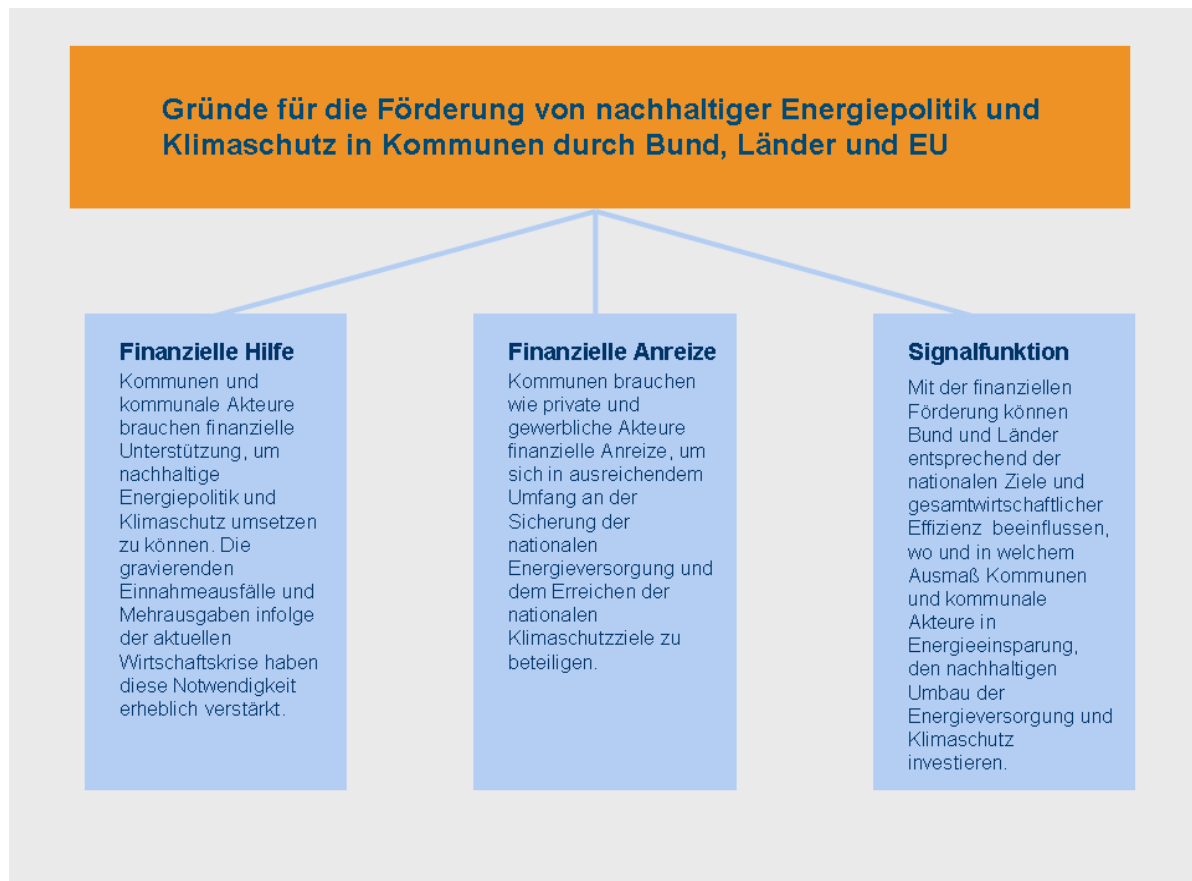 Gründe für die Förderung von nachhaltiger Energiepolitik und
Klimaschutz in Kommunen durch Bund, Länder und EU
Finanzielle Hilfe
Kommunen und
kommunale Akteure
brauchen finanzielle
Unterstützung, um
nachhaltige
Energiepolitik und
Klimaschutz umsetzen
zu können. Die
gravierenden
Einnahmeausfälle und
Mehrausgaben infolge
der aktuellen
Wirtschaftskrise haben
diese Notwendigkeit
erheblich verstärkt.
Finanzielle Anreize
Kommunen brauchen
wie private und
gewerbliche Akteure
finanzielle Anreize, um
sich in ausreichendem
Umfang an der
Sicherung der
nationalen
Energieversorgung und
dem Erreichen der
nationalen
Klimaschutzziele zu
beteiligen.
Signalfunktion
Mit der finanziellen
Förderung können
Bund und Länder
entsprechend der
nationalen Ziele und
gesamtwirtschaftlicher
Effizienz beeinflussen,
wo und in welchem
Ausmaß Kommunen
und kommunale
Akteure in
Energieeinsparung,
den nachhaltigen
Umbau der
Energieversorgung und
Klimaschutz
investieren.